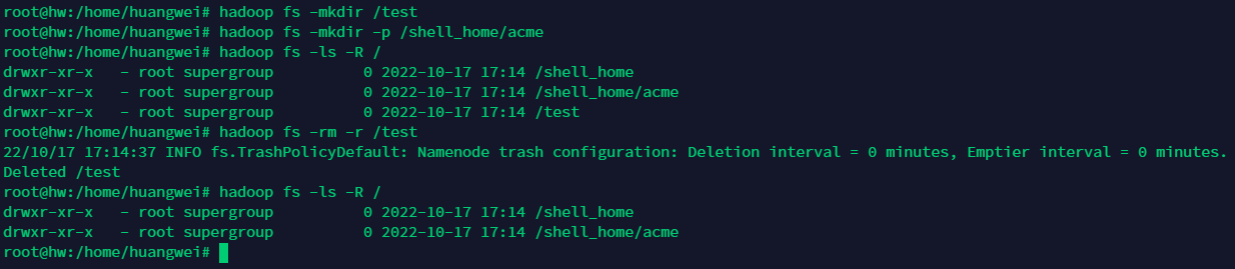 root@hw:/home/huangwei# hadoop fs -mkdir /test
root@hw:/home/huangwei# hadoop fs -mkdir -p /shell_home/acme
root@hw:/home/huangwei# hadoop fs -ls -R /
drwxr-xr-x   - root supergroup          0 2022-10-17 17:14 /shell_home
drwxr-xr-x   - root supergroup          0 2022-10-17 17:14 /shell_home/acme
drwxr-xr-x   - root supergroup          0 2022-10-17 17:14 /test
root@hw:/home/huangwei# hadoop fs -rm -r /test
22/10/17 17:14:37 INFO fs.TrashPolicyDefault: Namenode trash configuration: Deletion interval = 0 minutes, Emptier interval = 0 minutes.
Deleted /test
root@hw:/home/huangwei# hadoop fs -ls -R /
drwxr-xr-x   - root supergroup          0 2022-10-17 17:14 /shell_home
drwxr-xr-x   - root supergroup          0 2022-10-17 17:14 /shell_home/acme
root@hw:/home/huangwei#